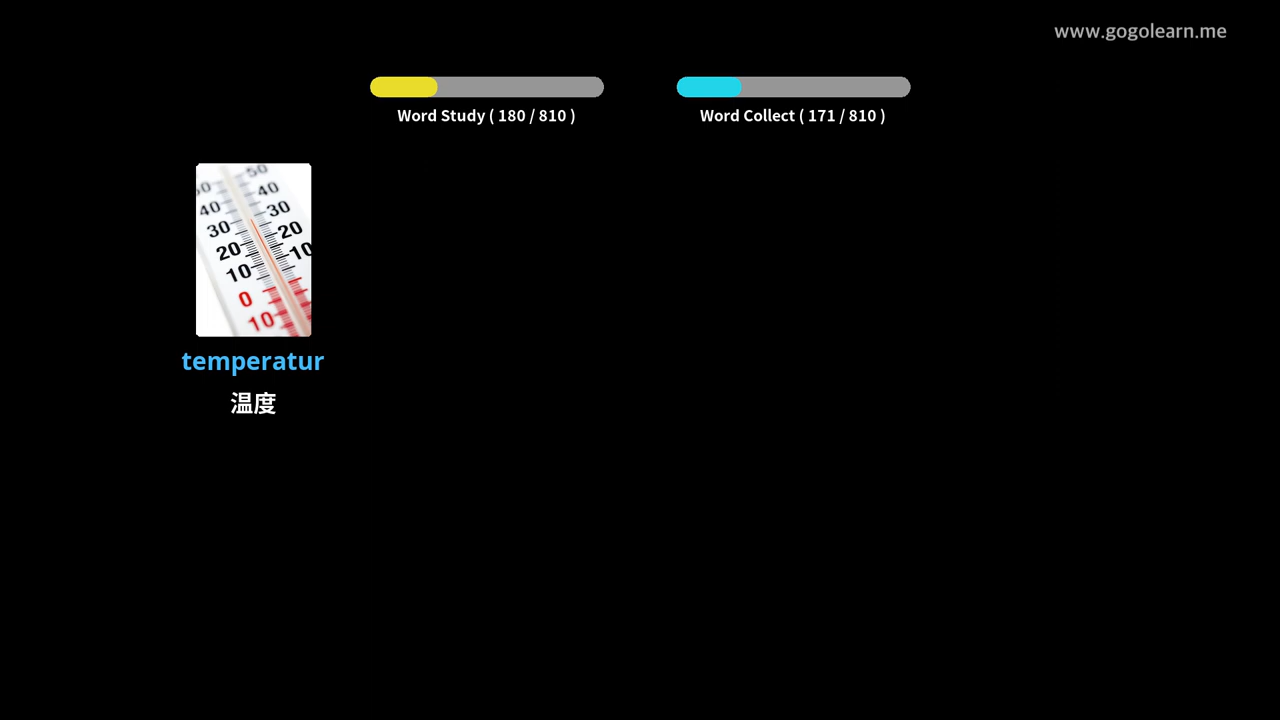 www.gogolearn.me
Word Study ( 180 / 810 )
Word Collect ( 171 / 810 )
50
50 40
40 30
30 20
20 10
10
0
10
temperatur
温度